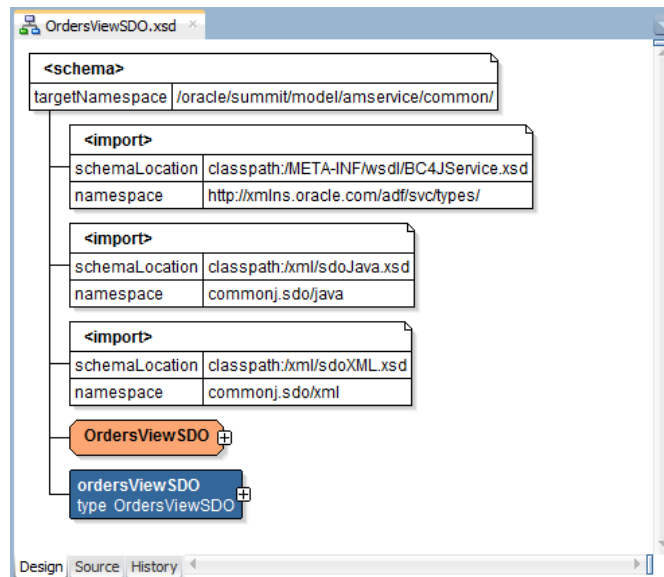 OrdersViewSDO.xsd
<schema>
targetNamespace /oracle/summit/model/amservice/common/
<import>
schemaLocation classpath:/META-INF/wsdl/BC4JService.xsd
namespace http://xmlns.oracle.com/adf/svc/types/
<import>
schemaLocation classpath:/xml/sdoJava.xsd
namespace commonj.sdo/java
<import>
schemaLocation classpath:/xml/sdoXML.xsd
namespace commonj.sdo/xml
OrdersViewSDO
ordersViewSDO
type OrdersViewSDO
Design Source History